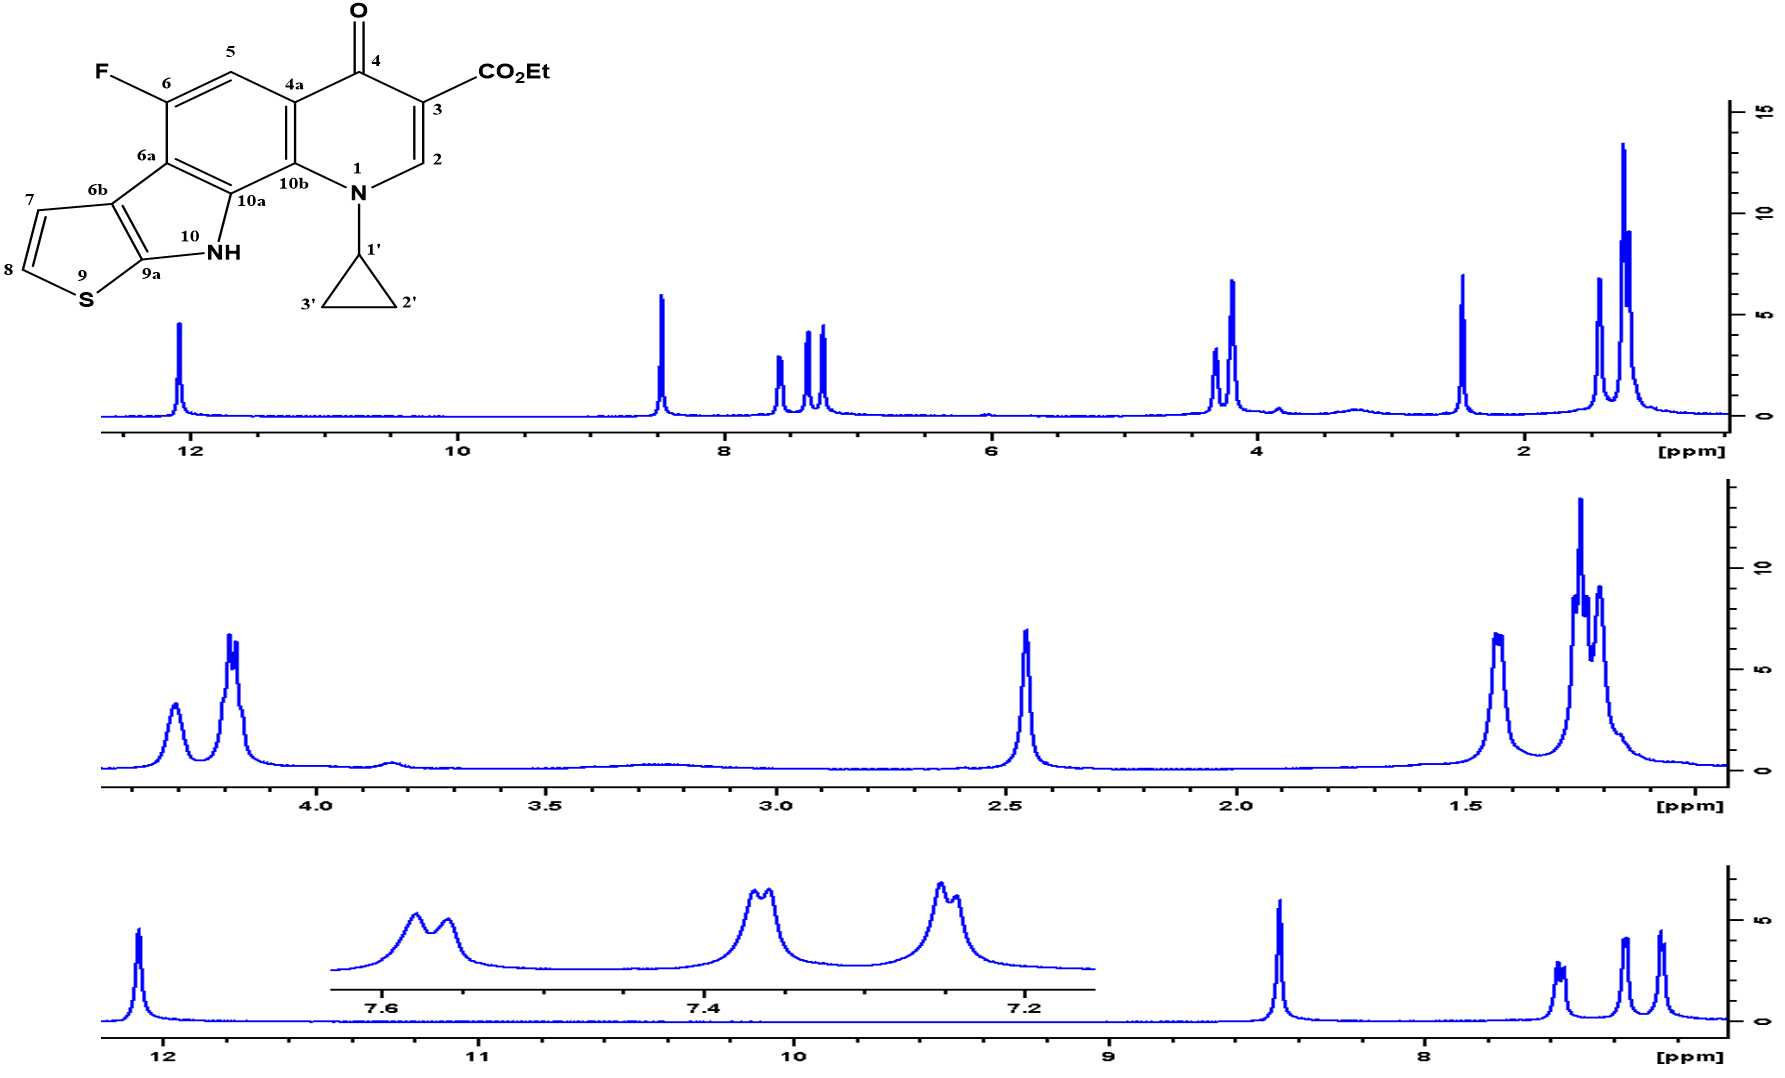 O
5
F
6
4
4a
CO2Et
3
6a
1
2
6b
10b
N
7
10a
10
NH
1'
8
9
9a
S
3'
2'
15
10
5
0
12 10 8 6 4 2 [ppm]
10
5
0
4.0 3.5 3.0 2.5 2.0 1.5 [ppm]
5
0
7.6 7.4 7.2
12 11 10 9 8 [ppm]